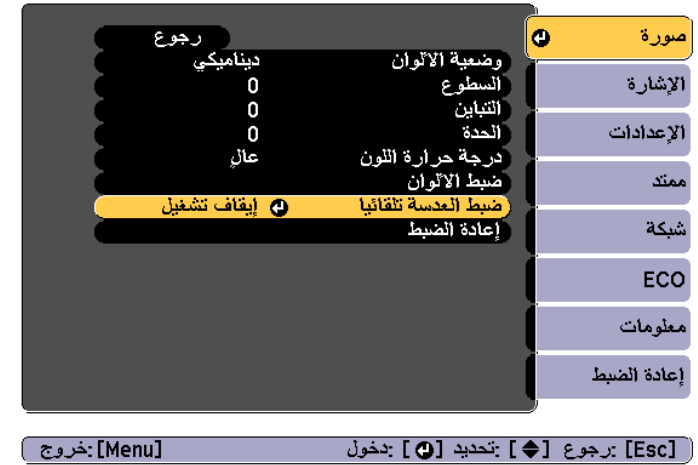 صورة
الإشارة
الإعدادات
ممتد
شبكة
ECO
معلومات
إعادة الضبط
رجوع
وضعية الألوان ديناميكي
السطوع 0
التباين 0
الحدة 0
درجة حرارة اللون عالٍ
ضبط الألوان
ضبط العدسة تلقائيا إيقاف تشغيل
إعادة الضبط
[Esc] :رجوع [ ] :تحديد [ ] :دخول [Menu] :خروج